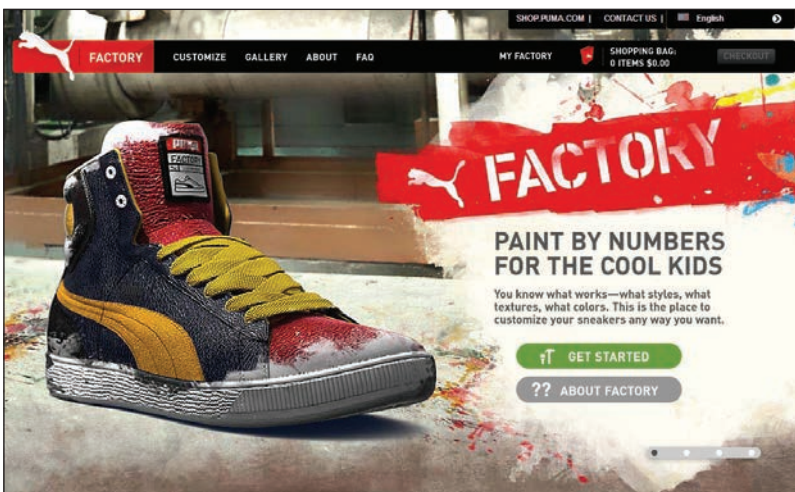 SHOP.PUMA.COM | CONTACT US | English
FACTORY CUSTOMIZE GALLERY ABOUT FAQ MY FACTORY SHOPPING BAG: CHECKOUT
0 ITEMS $0.00
PUMA
FACTORY
FACTORY
PAINT BY NUMBERS
FOR THE COOL KIDS
You know what works—what styles, what
textures, what colors. This is the place to
customize your sneakers any way you want.
GET STARTED
?? ABOUT FACTORY